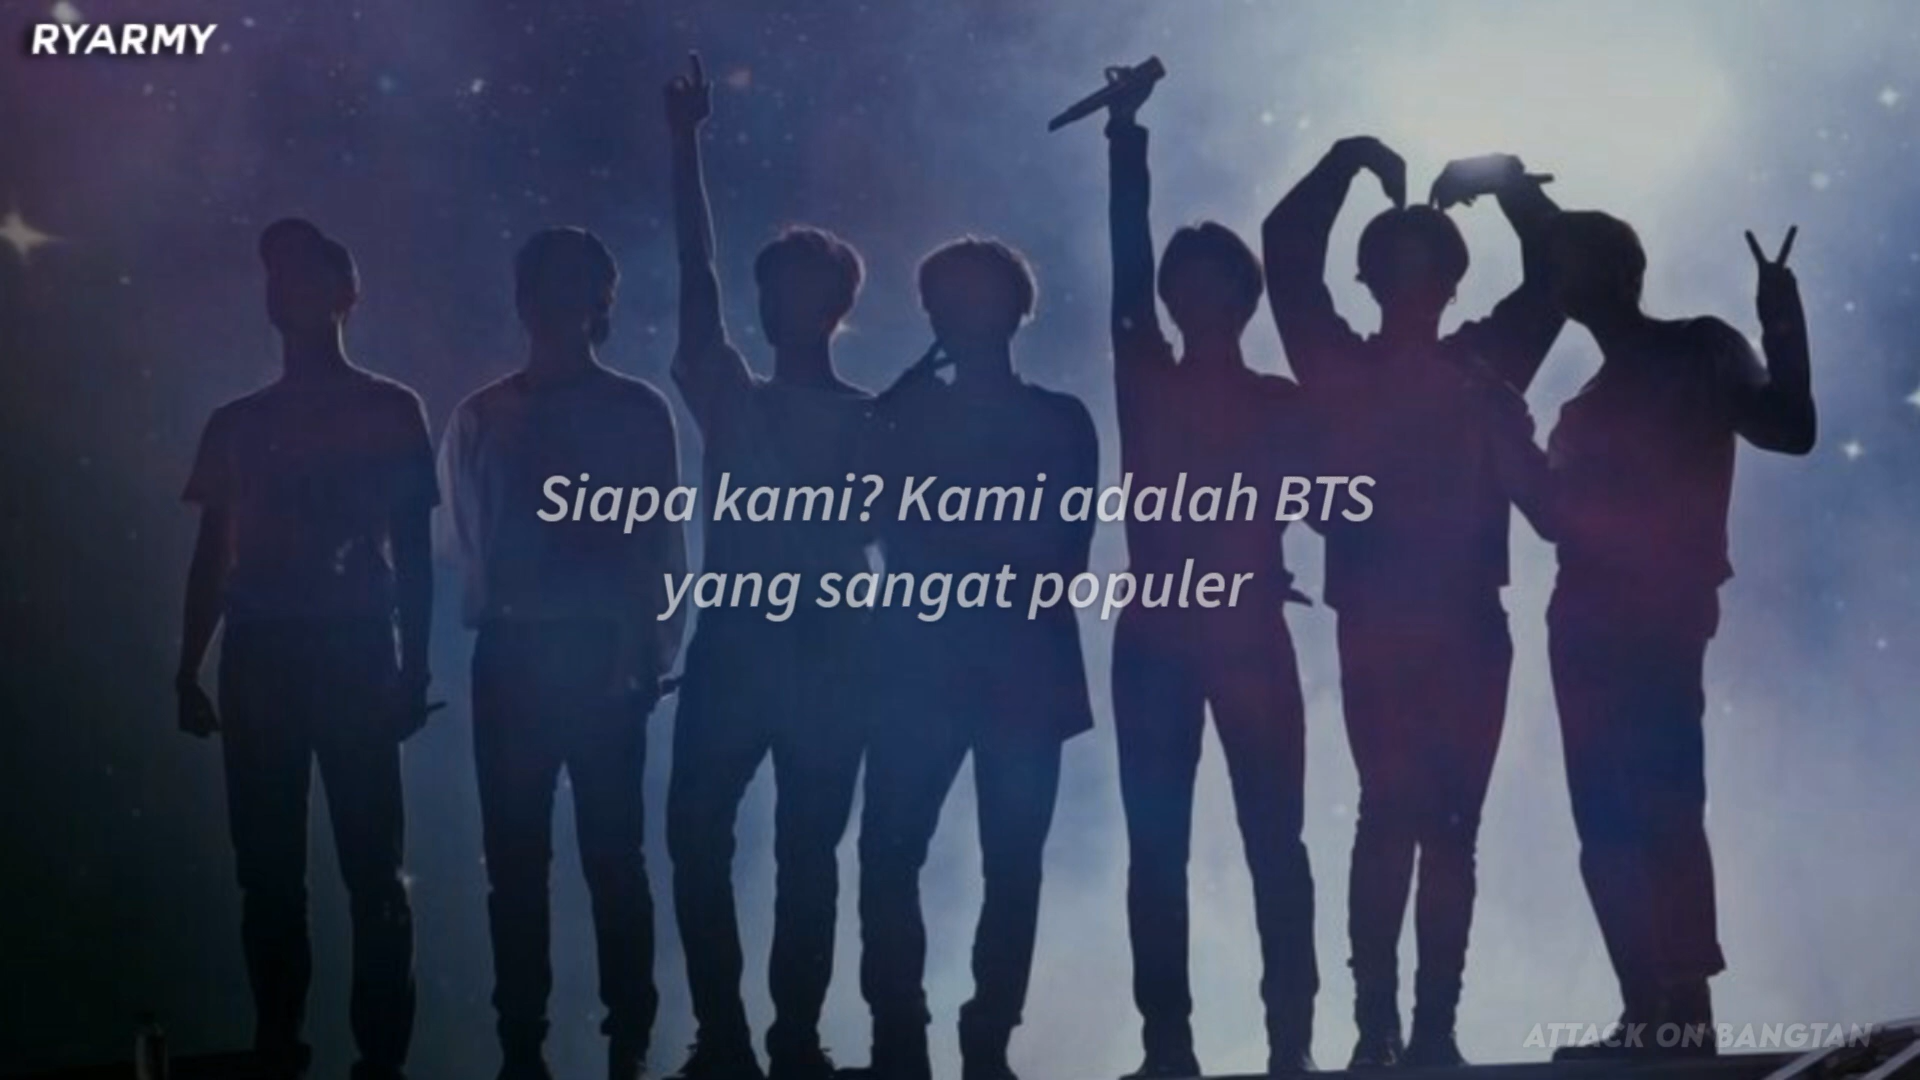 RYARMY
Siapa kami? Kami adalah BTS
yang sangat populer
ATTACK ON BANGTAN